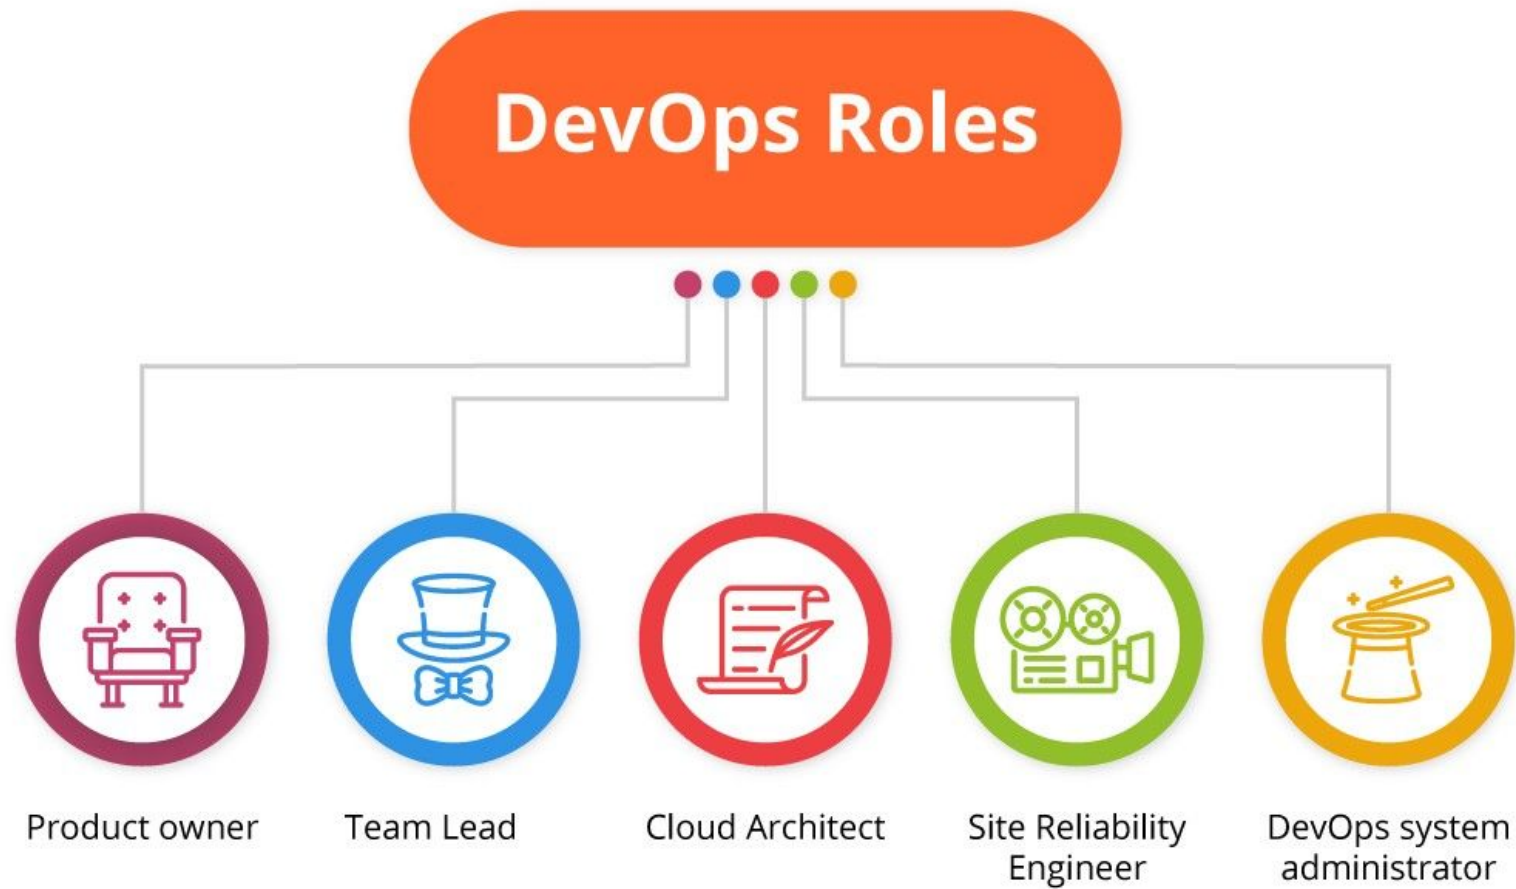 DevOps Roles
Product owner
Team Lead
Cloud Architect
Site Reliability
Engineer
DevOps system
administrator